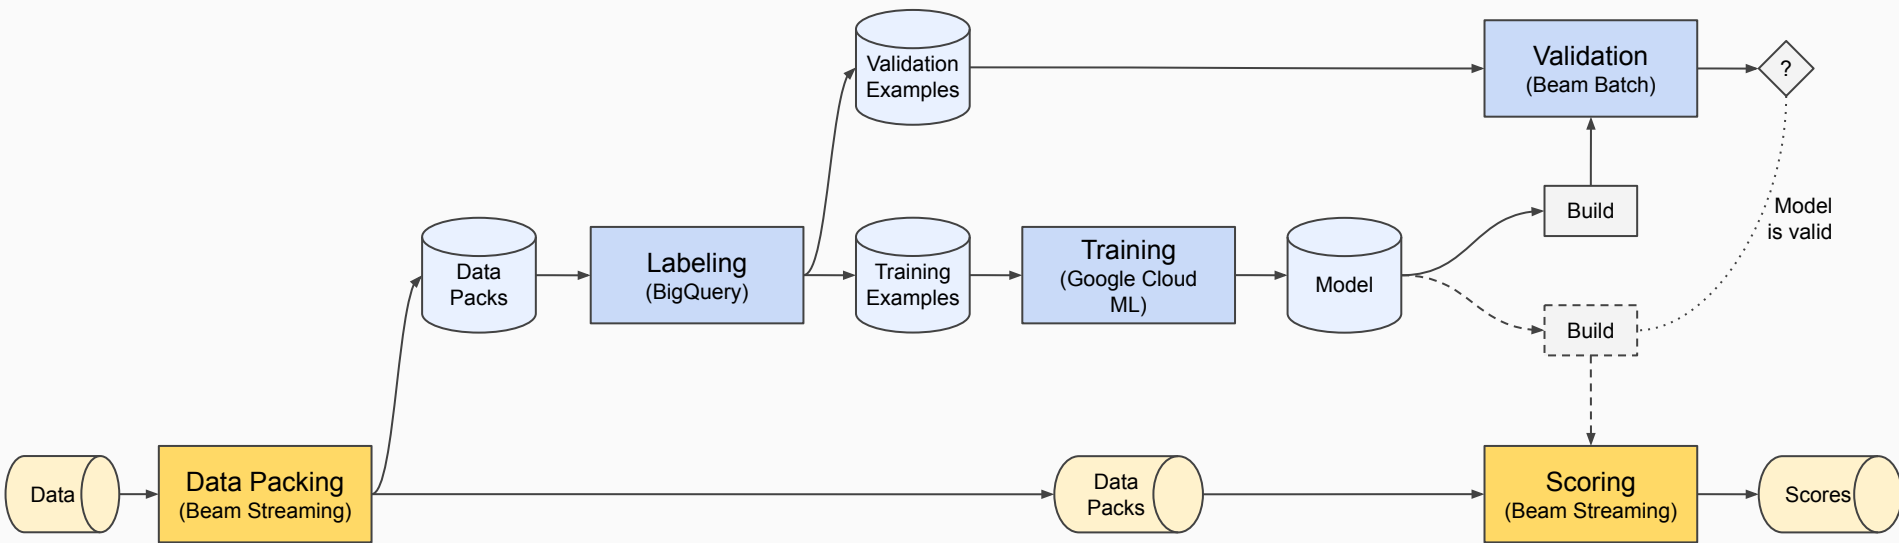 Validation
Examples
Validation
(Beam Batch)
?
Build
Model
is valid
Data
Packs
Labeling
(BigQuery)
Training
Examples
Training
(Google Cloud
ML)
Model
Build
Data
Data Packing
(Beam Streaming)
Data
Packs
Scoring
(Beam Streaming)
Scores